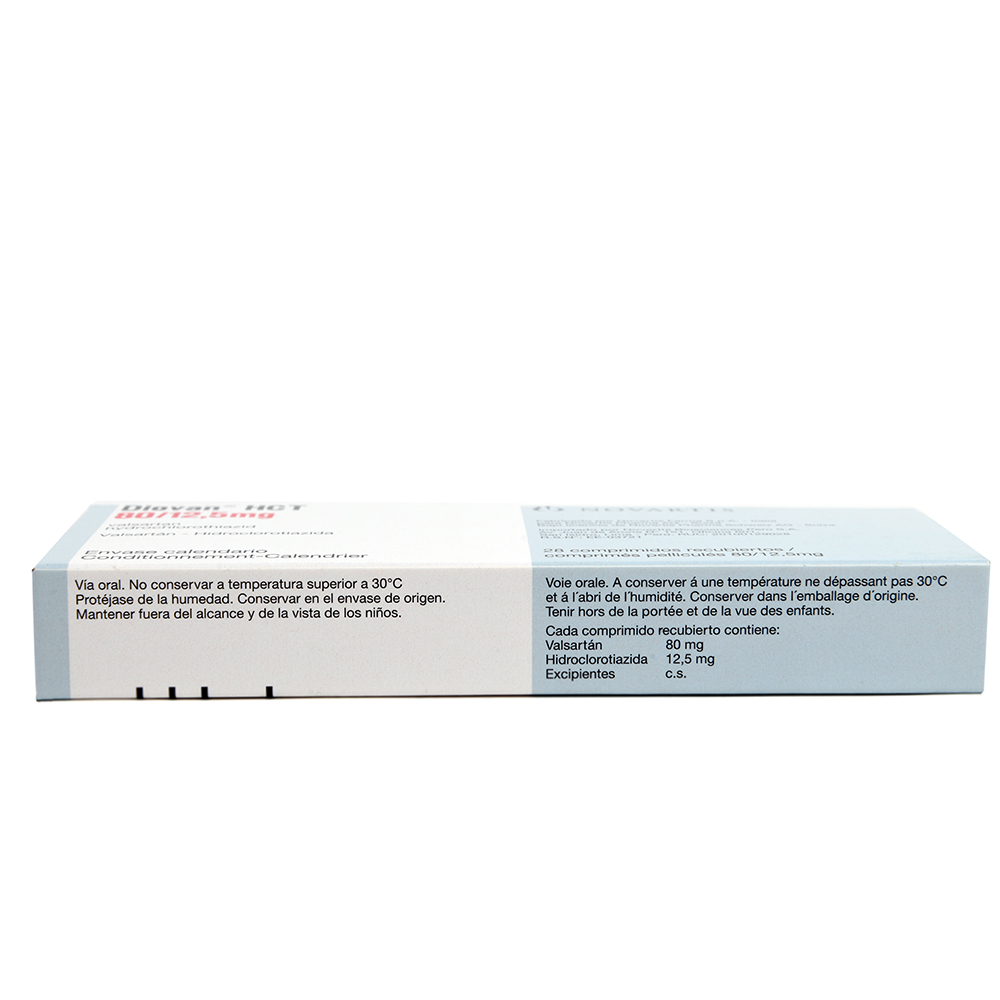 Diovan HCT
80/12,5mg
valsartan
hydrochlorothiazid
Valsartán - Hidroclorotiazida
Envase calendario
Conditionnement-Calendrier
NOVARTIS
28 comprimidos recubiertos /
comprimés pelliculés 80/12,5mg
Vía oral. No conservar a temperatura superior a 30°C
Protéjase de la humedad. Conservar en el envase de origen.
Mantener fuera del alcance y de la vista de los niños.
Voie orale. A conserver á une température ne dépassant pas 30°C
et á l´abri de l´humidité. Conserver dans l´emballage d´origine.
Tenir hors de la portée et de la vue des enfants.
Cada comprimido recubierto contiene:
Valsartán 80 mg
Hidroclorotiazida 12,5 mg
Excipientes c.s.